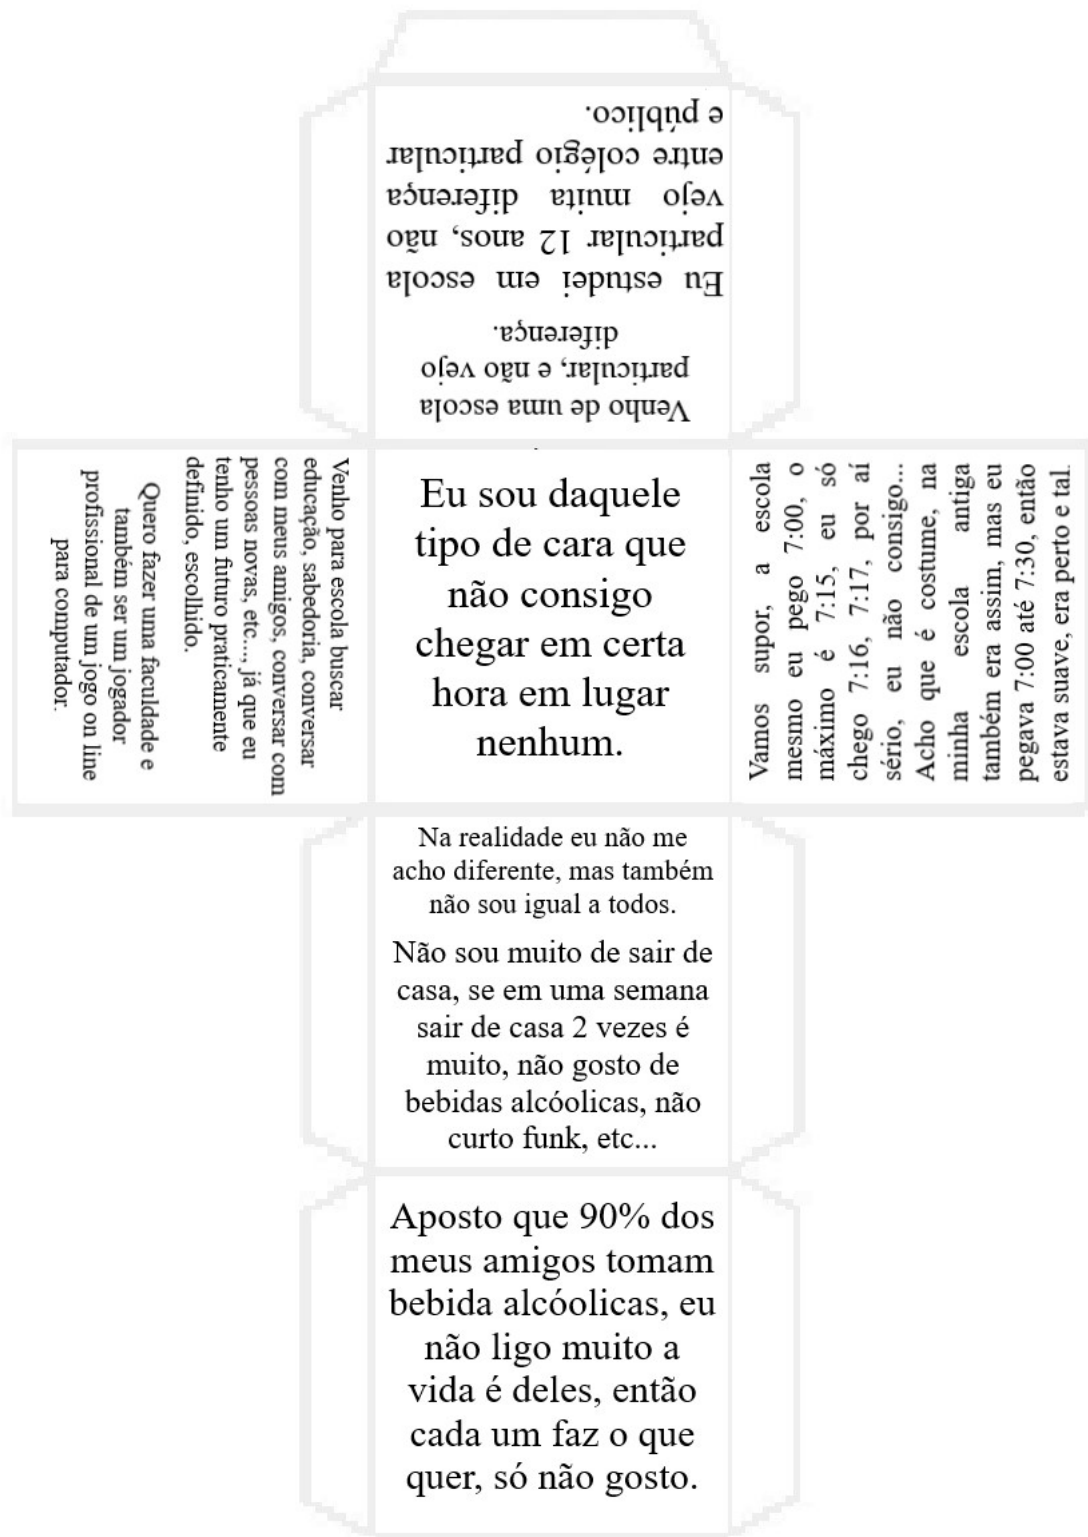 Venho de uma escola
particular, e não vejo
diferença.
Eu estudei em escola
particular 12 anos, não
vejo muita diferença
entre colégio particular
e público.
Venho para escola buscar
educação, sabedoria, conversar
com meus amigos, conversar com
pessoas novas, etc..., já que eu
tenho um futuro praticamente
definido, escolhido.
Quero fazer uma faculdade e
também ser um jogador
profissional de um jogo on line
para computador.
Eu sou daquele
tipo de cara que
não consigo
chegar em certa
hora em lugar
nenhum.
Vamos supor, a escola
mesmo eu pego 7:00, o
máximo é 7:15, eu só
chego 7:16, 7:17, por aí
sério, eu não consigo...
Acho que é costume, na
minha escola antiga
também era assim, mas eu
pegava 7:00 até 7:30, então
estava suave, era perto e tal.
Na realidade eu não me
acho diferente, mas também
não sou igual a todos.
Não sou muito de sair de
casa, se em uma semana
sair de casa 2 vezes é
muito, não gosto de
bebidas alcóolicas, não
curto funk, etc...
Aposto que 90% dos
meus amigos tomam
bebida alcóolicas, eu
não ligo muito a
vida é deles, então
cada um faz o que
quer, só não gosto.